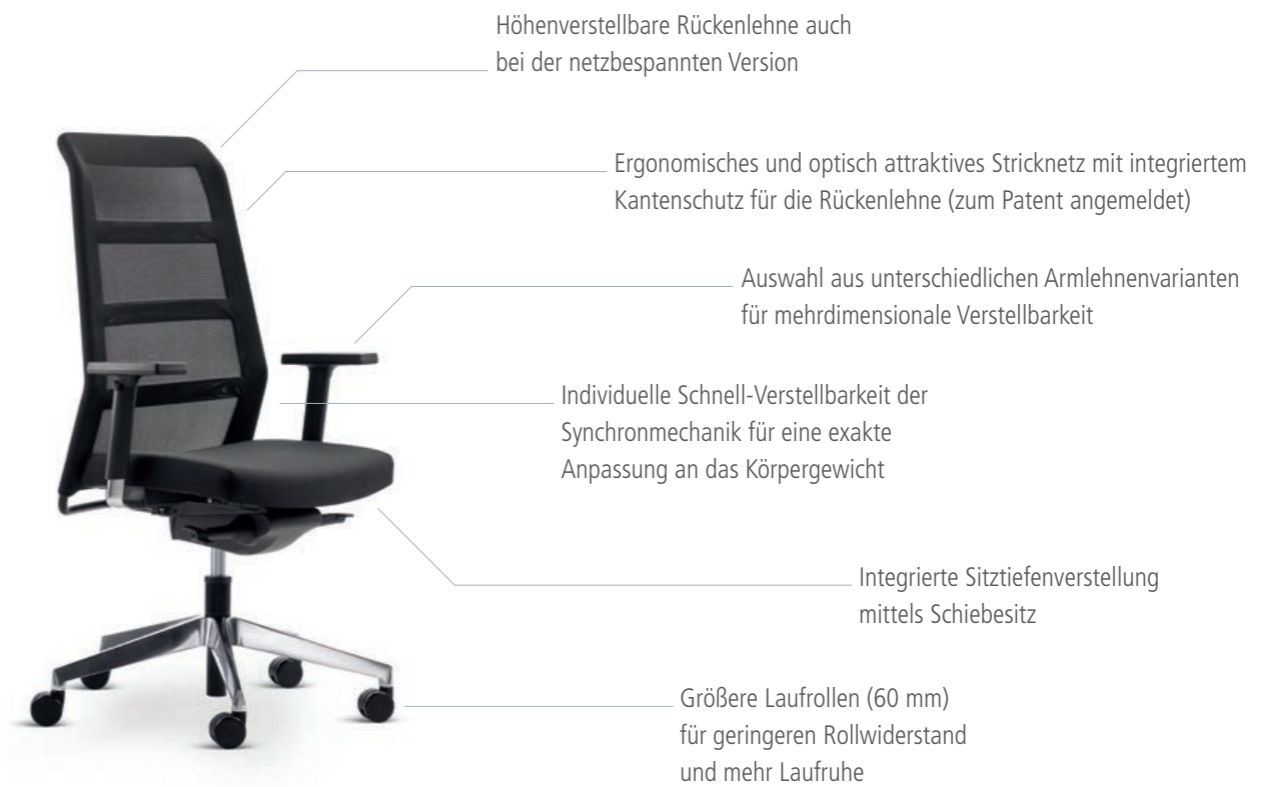 Höhenverstellbare Rückenlehne auch
bei der netzbespannten Version
Ergonomisches und optisch attraktives Stricknetz mit integriertem
Kantenschutz für die Rückenlehne (zum Patent angemeldet)
Auswahl aus unterschiedlichen Armlehnenvarianten
für mehrdimensionale Verstellbarkeit
Individuelle Schnell-Verstellbarkeit der
Synchronmechanik für eine exakte
Anpassung an das Körpergewicht
Integrierte Sitztiefenverstellung
mittels Schiebesitz
Größere Laufrollen (60 mm)
für geringeren Rollwiderstand
und mehr Laufruhe